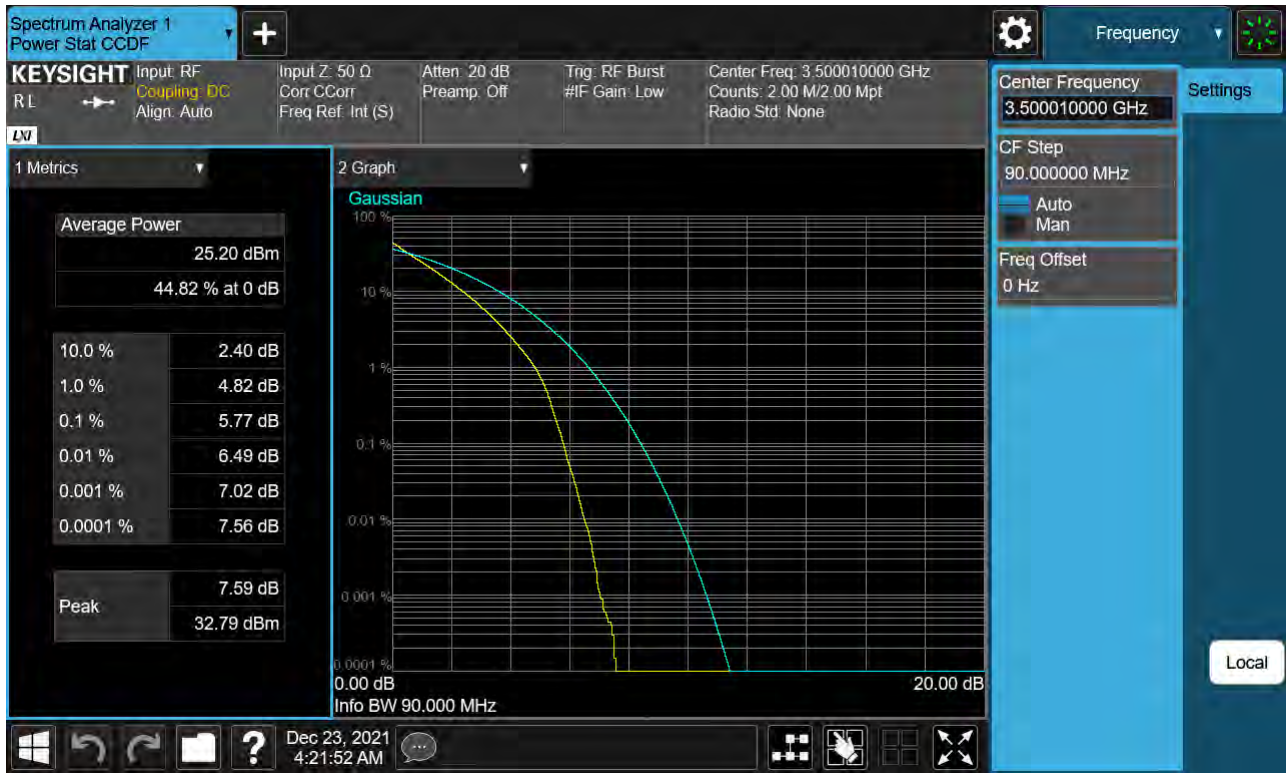 Spectrum Analyzer 1
Power Stat CCDF
Frequency
KEYSIGHT
RL
LXI
Input: RF
Coupling: DC
Align: Auto
Input Z: 50 Ω
Corr CCorr
Freq Ref: Int (S)
Atten: 20 dB
Preamp: Off
Trig: RF Burst
#IF Gain: Low
Center Freq: 3.500010000 GHz
Counts: 2.00 M/2.00 Mpt
Radio Std: None
Center Frequency
3.500010000 GHz
Settings
CF Step
90.000000 MHz
Auto
Man
Freq Offset
0 Hz
1 Metrics
Average Power
25.20 dBm
44.82 % at 0 dB
10.0 % 2.40 dB
1.0 % 4.82 dB
0.1 % 5.77 dB
0.01 % 6.49 dB
0.001 % 7.02 dB
0.0001 % 7.56 dB
Peak
7.59 dB
32.79 dBm
2 Graph
Gaussian
100 %
10 %
1 %
0.1 %
0.01 %
0.001 %
0.0001 %
0.00 dB 20.00 dB
Info BW 90.000 MHz
Local
?
Dec 23, 2021
4:21:52 AM